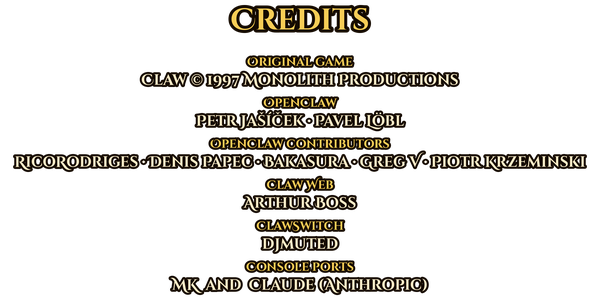 Credits
Original Game
Claw © 1997 Monolith Productions
OpenClaw
Petr Jašíček • Pavel Löbl
OpenClaw Contributors
RicoRodriges • Denis Papec • Bakasura • Greg V • Piotr Krzeminski
Claw Web
Arthur Boss
ClawSwitch
DJMuted
Console Ports
MK and Claude (Anthropic)